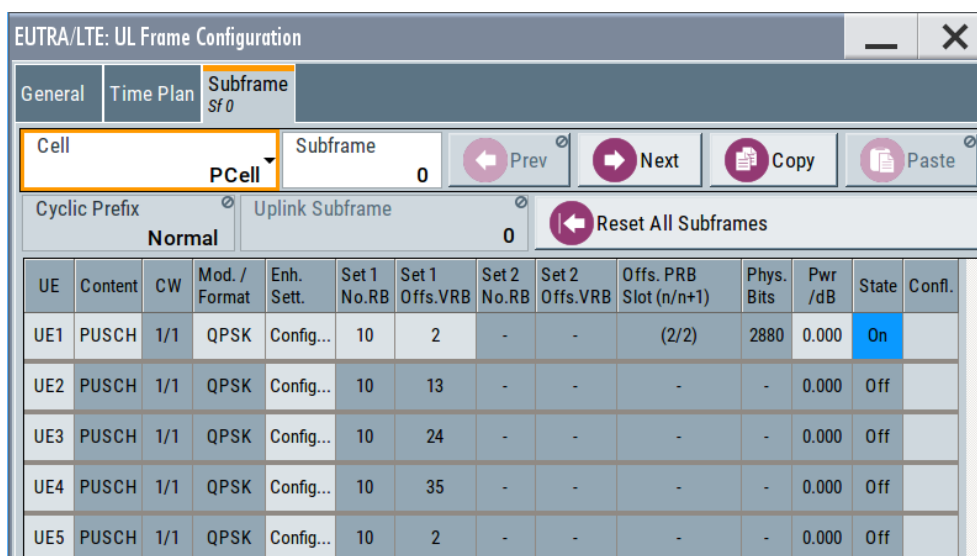 EUTRA/LTE: UL Frame Configuration
General Time Plan Subframe
Sf 0
Cell Subframe
PCell 0 Prev Next Copy Paste
Cyclic Prefix Uplink Subframe
Normal 0 Reset All Subframes
UE Content CW Mod. / Format Enh. Sett. Set 1 No.RB Set 1 Offs.VRB Set 2 No.RB Set 2 Offs.VRB Offs. PRB Slot (n/n+1) Phys. Bits Pwr /dB State Confl.
UE1 PUSCH 1/1 QPSK Config... 10 2 - - (2/2) 2880 0.000 On
UE2 PUSCH 1/1 QPSK Config... 10 13 - - - - 0.000 Off
UE3 PUSCH 1/1 QPSK Config... 10 24 - - - - 0.000 Off
UE4 PUSCH 1/1 QPSK Config... 10 35 - - - - 0.000 Off
UE5 PUSCH 1/1 QPSK Config... 10 2 - - - - 0.000 Off